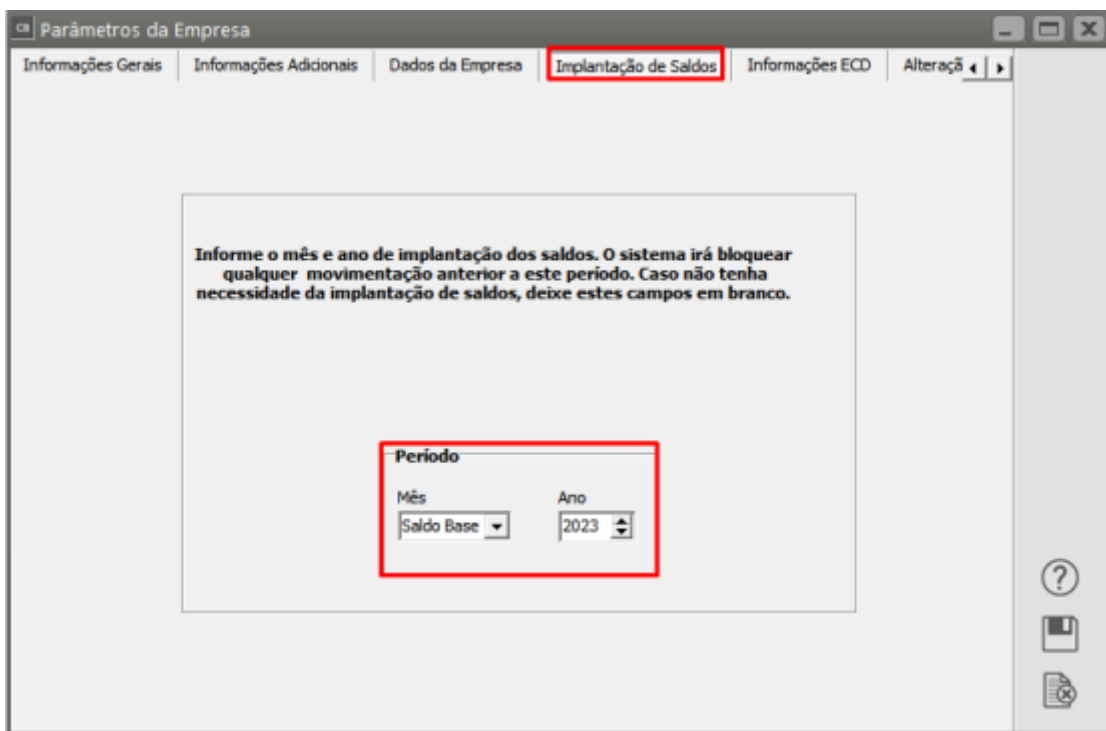 CB Parâmetros da Empresa
Informações Gerais Informações Adicionais Dados da Empresa Implantação de Saldos Informações ECD Alteraçã
Informe o mês e ano de implantação dos saldos. O sistema irá bloquear
qualquer movimentação anterior a este período. Caso não tenha
necessidade da implantação de saldos, deixe estes campos em branco.
Período
Mês Ano
Saldo Base 2023
?